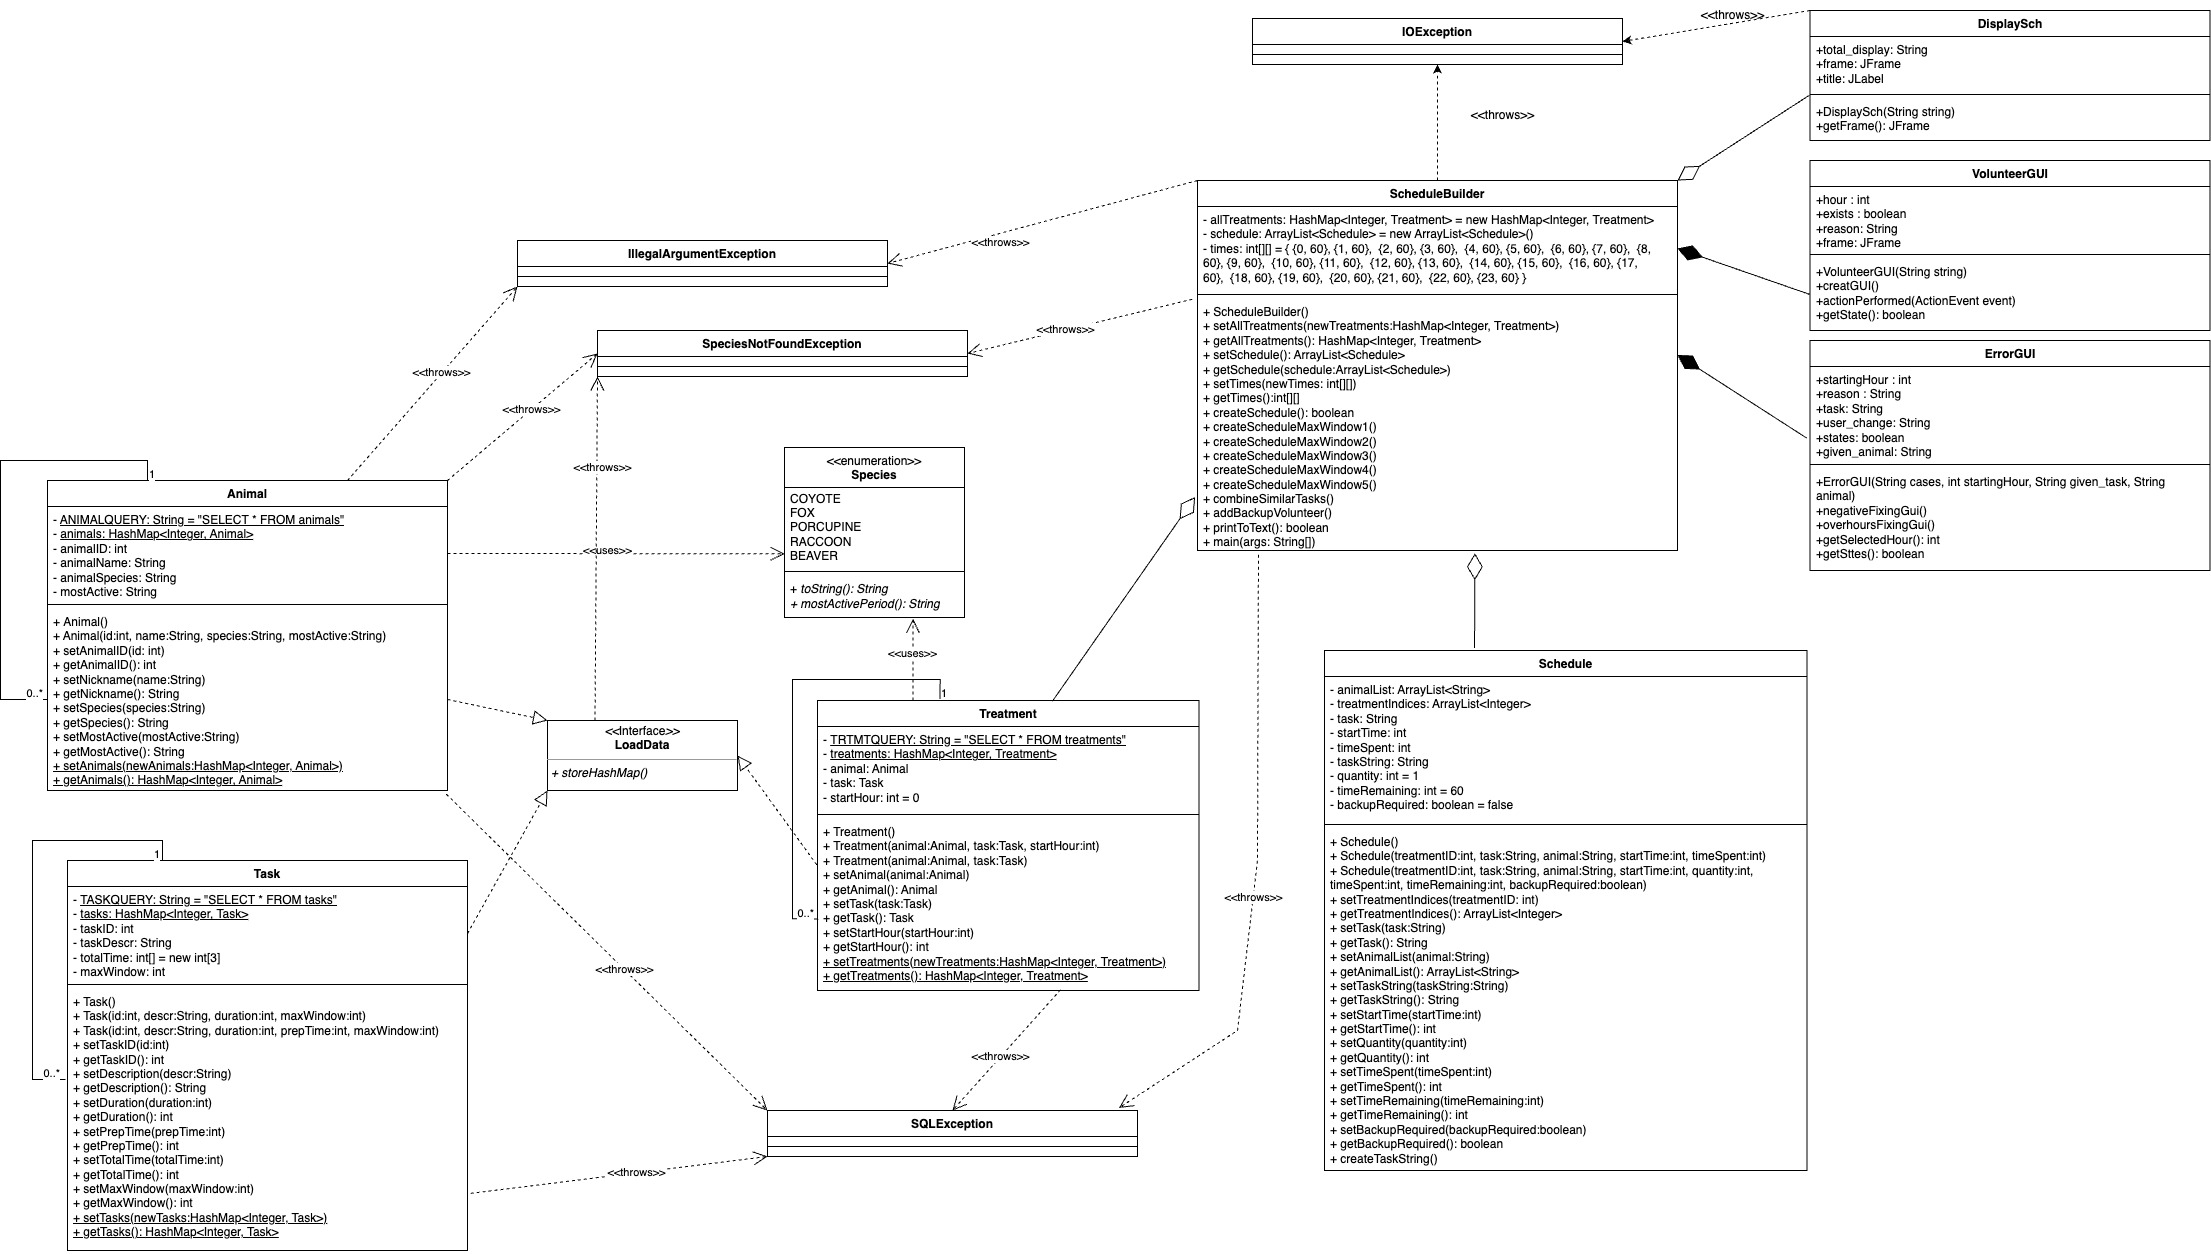 IOException
<<throws>>
<<throws>>
DisplaySch
+total_display: String
+frame: JFrame
+title: JLabel
+DisplaySch(String string)
+getFrame(): JFrame
VolunteerGUI
+hour : int
+exists : boolean
+reason: String
+frame: JFrame
+VolunteerGUI(String string)
+creatGUI()
+actionPerformed(ActionEvent event)
+getState(): boolean
ErrorGUI
+startingHour : int
+reason : String
+task: String
+user_change: String
+states: boolean
+given_animal: String
+ErrorGUI(String cases, int startingHour, String given_task, String
animal)
+negativeFixingGui()
+overhoursFixingGui()
+getSelectedHour(): int
+getSttes(): boolean
ScheduleBuilder
- allTreatments: HashMap<Integer, Treatment> = new HashMap<Integer, Treatment>
- schedule: ArrayList<Schedule> = new ArrayList<Schedule>()
- times: int[][] = { {0, 60}, {1, 60}, {2, 60}, {3, 60}, {4, 60}, {5, 60}, {6, 60}, {7, 60}, {8,
60}, {9, 60}, {10, 60}, {11, 60}, {12, 60}, {13, 60}, {14, 60}, {15, 60}, {16, 60}, {17,
60}, {18, 60}, {19, 60}, {20, 60}, {21, 60}, {22, 60}, {23, 60} }
+ ScheduleBuilder()
+ setAllTreatments(newTreatments:HashMap<Integer, Treatment>)
+ getAllTreatments(): HashMap<Integer, Treatment>
+ setSchedule(): ArrayList<Schedule>
+ getSchedule(schedule:ArrayList<Schedule>)
+ setTimes(newTimes: int[][])
+ getTimes():int[][]
+ createSchedule(): boolean
+ createScheduleMaxWindow1()
+ createScheduleMaxWindow2()
+ createScheduleMaxWindow3()
+ createScheduleMaxWindow4()
+ createScheduleMaxWindow5()
+ combineSimilarTasks()
+ addBackupVolunteer()
+ printToText(): boolean
+ main(args: String[])
<<throws>>
IllegalArgumentException
<<throws>>
SpeciesNotFoundException
<<throws>>
<<throws>>
<<throws>>
<<enumeration>>
Species
COYOTE
FOX
PORCUPINE
RACCOON
BEAVER
+ toString(): String
+ mostActivePeriod(): String
<<uses>>
<<uses>>
1
0..*
Animal
- ANIMALQUERY: String = "SELECT * FROM animals"
- animals: HashMap<Integer, Animal>
- animalID: int
- animalName: String
- animalSpecies: String
- mostActive: String
+ Animal()
+ Animal(id:int, name:String, species:String, mostActive:String)
+ setAnimalID(id: int)
+ getAnimalID(): int
+ setNickname(name:String)
+ getNickname(): String
+ setSpecies(species:String)
+ getSpecies(): String
+ setMostActive(mostActive:String)
+ getMostActive(): String
+ setAnimals(newAnimals:HashMap<Integer, Animal>)
+ getAnimals(): HashMap<Integer, Animal>
<<Interface>>
LoadData
+ storeHashMap()
1
0..*
Treatment
- TRTMTQUERY: String = "SELECT * FROM treatments"
- treatments: HashMap<Integer, Treatment>
- animal: Animal
- task: Task
- startHour: int = 0
+ Treatment()
+ Treatment(animal:Animal, task:Task, startHour:int)
+ Treatment(animal:Animal, task:Task)
+ setAnimal(animal:Animal)
+ getAnimal(): Animal
+ setTask(task:Task)
+ getTask(): Task
+ setStartHour(startHour:int)
+ getStartHour(): int
+ setTreatments(newTreatments:HashMap<Integer, Treatment>)
+ getTreatments(): HashMap<Integer, Treatment>
<<throws>>
Schedule
- animalList: ArrayList<String>
- treatmentIndices: ArrayList<Integer>
- task: String
- startTime: int
- timeSpent: int
- taskString: String
- quantity: int = 1
- timeRemaining: int = 60
- backupRequired: boolean = false
+ Schedule()
+ Schedule(treatmentID:int, task:String, animal:String, startTime:int, timeSpent:int)
+ Schedule(treatmentID:int, task:String, animal:String, startTime:int, quantity:int,
timeSpent:int, timeRemaining:int, backupRequired:boolean)
+ setTreatmentIndices(treatmentID: int)
+ getTreatmentIndices(): ArrayList<Integer>
+ setTask(task:String)
+ getTask(): String
+ setAnimalList(animal:String)
+ getAnimalList(): ArrayList<String>
+ setTaskString(taskString:String)
+ getTaskString(): String
+ setStartTime(startTime:int)
+ getStartTime(): int
+ setQuantity(quantity:int)
+ getQuantity(): int
+ setTimeSpent(timeSpent:int)
+ getTimeSpent(): int
+ setTimeRemaining(timeRemaining:int)
+ getTimeRemaining(): int
+ setBackupRequired(backupRequired:boolean)
+ getBackupRequired(): boolean
+ createTaskString()
1
0..*
Task
- TASKQUERY: String = "SELECT * FROM tasks"
- tasks: HashMap<Integer, Task>
- taskID: int
- taskDescr: String
- totalTime: int[] = new int[3]
- maxWindow: int
+ Task()
+ Task(id:int, descr:String, duration:int, maxWindow:int)
+ Task(id:int, descr:String, duration:int, prepTime:int, maxWindow:int)
+ setTaskID(id:int)
+ getTaskID(): int
+ setDescription(descr:String)
+ getDescription(): String
+ setDuration(duration:int)
+ getDuration(): int
+ setPrepTime(prepTime:int)
+ getPrepTime(): int
+ setTotalTime(totalTime:int)
+ getTotalTime(): int
+ setMaxWindow(maxWindow:int)
+ getMaxWindow(): int
+ setTasks(newTasks:HashMap<Integer, Task>)
+ getTasks(): HashMap<Integer, Task>
<<throws>>
<<throws>>
<<throws>>
SQLException